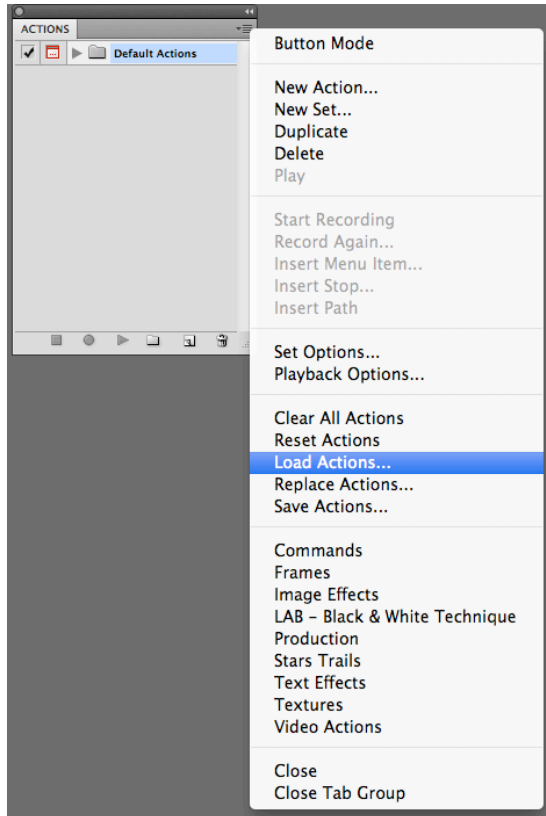 ACTIONS
Default Actions
Button Mode
New Action...
New Set...
Duplicate
Delete
Play
Start Recording
Record Again...
Insert Menu Item...
Insert Stop...
Insert Path
Set Options...
Playback Options...
Clear All Actions
Reset Actions
Load Actions...
Replace Actions...
Save Actions...
Commands
Frames
Image Effects
LAB – Black & White Technique
Production
Stars Trails
Text Effects
Textures
Video Actions
Close
Close Tab Group